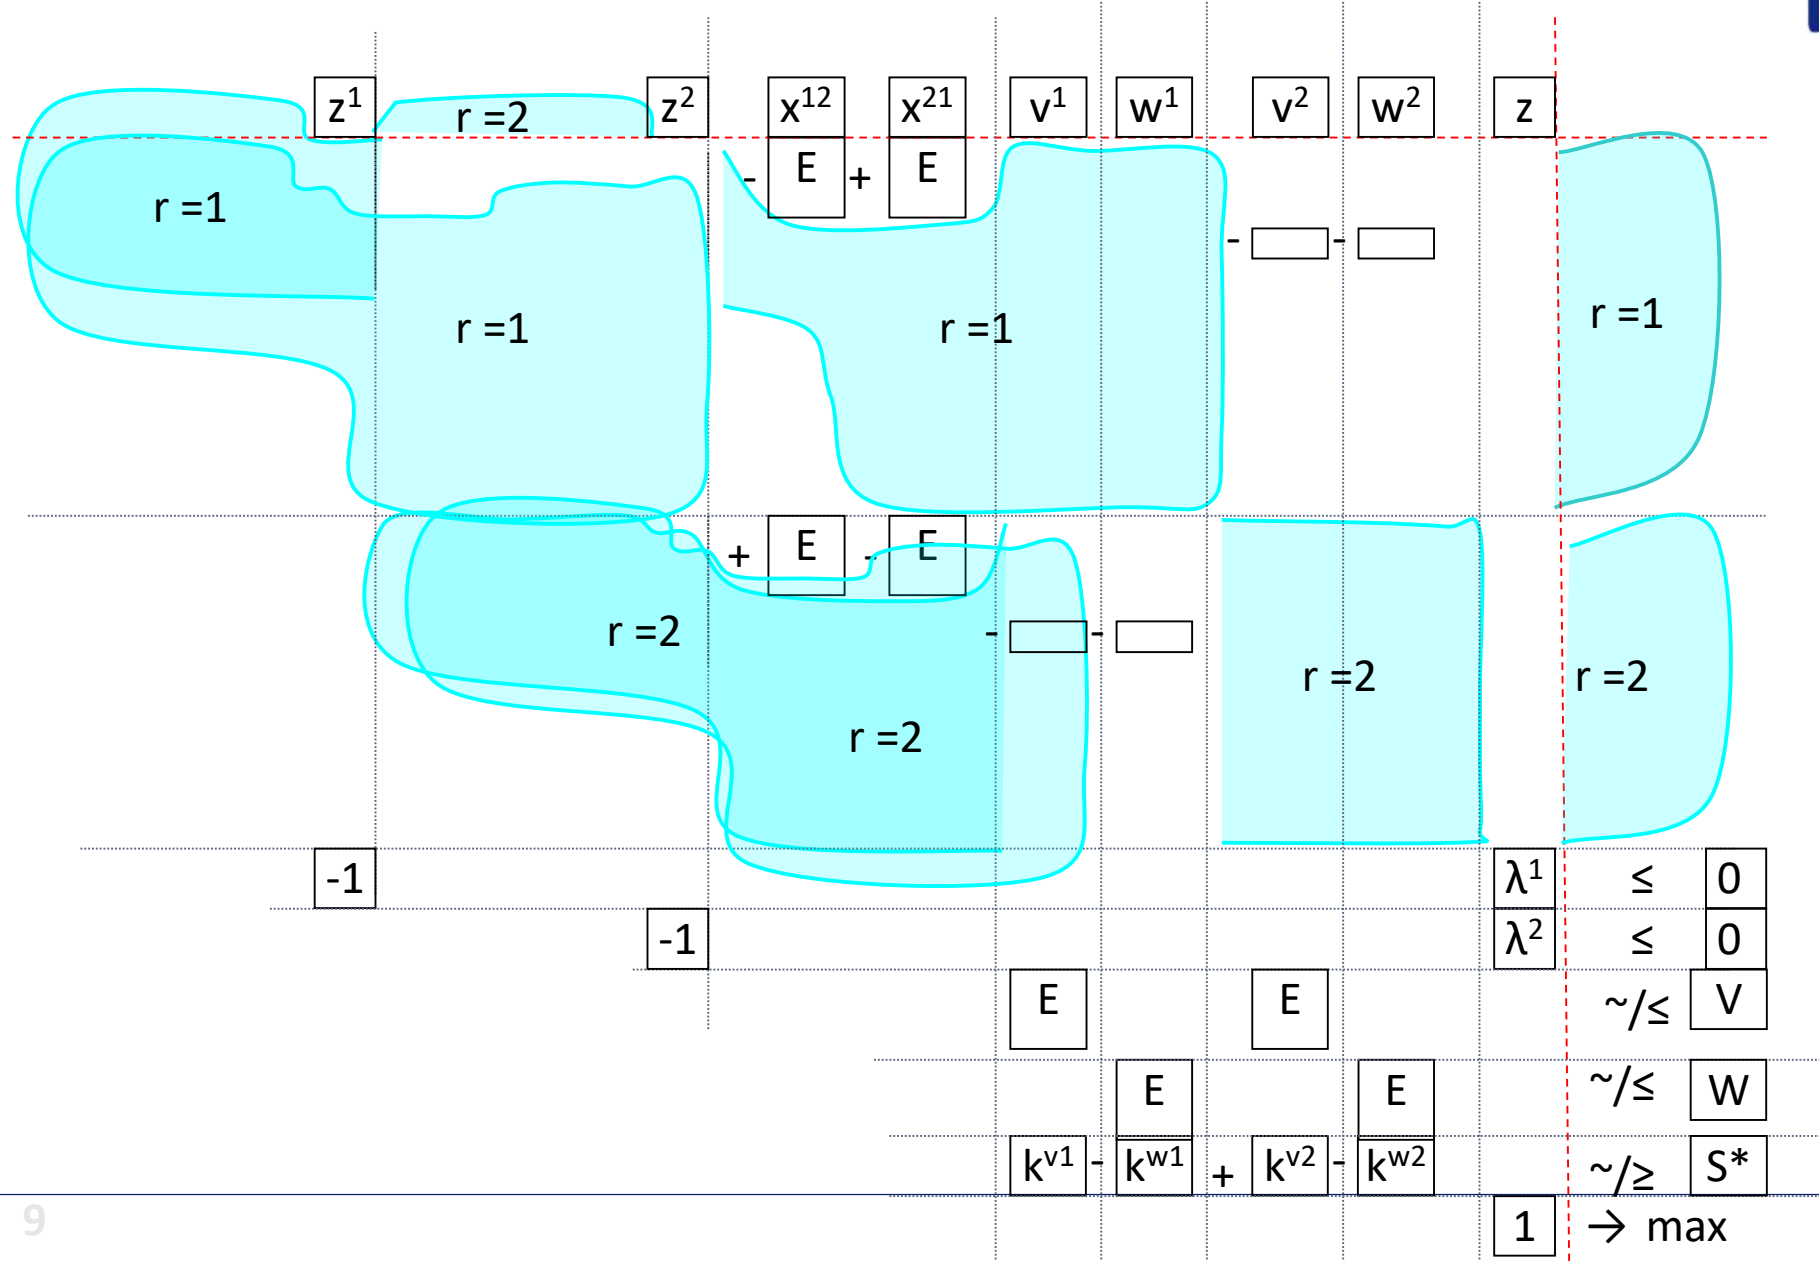 z¹ r =2 z² x¹² x²¹ v¹ w¹ v² w² z
- E + E
r =1
- -
r =1 r =1 r =1
+ E - E
r =2 - -
r =2 r =2
r =2
-1 λ¹ ≤ 0
-1 λ² ≤ 0
E E ~/≤ V
E E ~/≤ W
kᵛ¹ - kʷ¹ + kᵛ² - kʷ² ~/≥ S*
9 1 → max